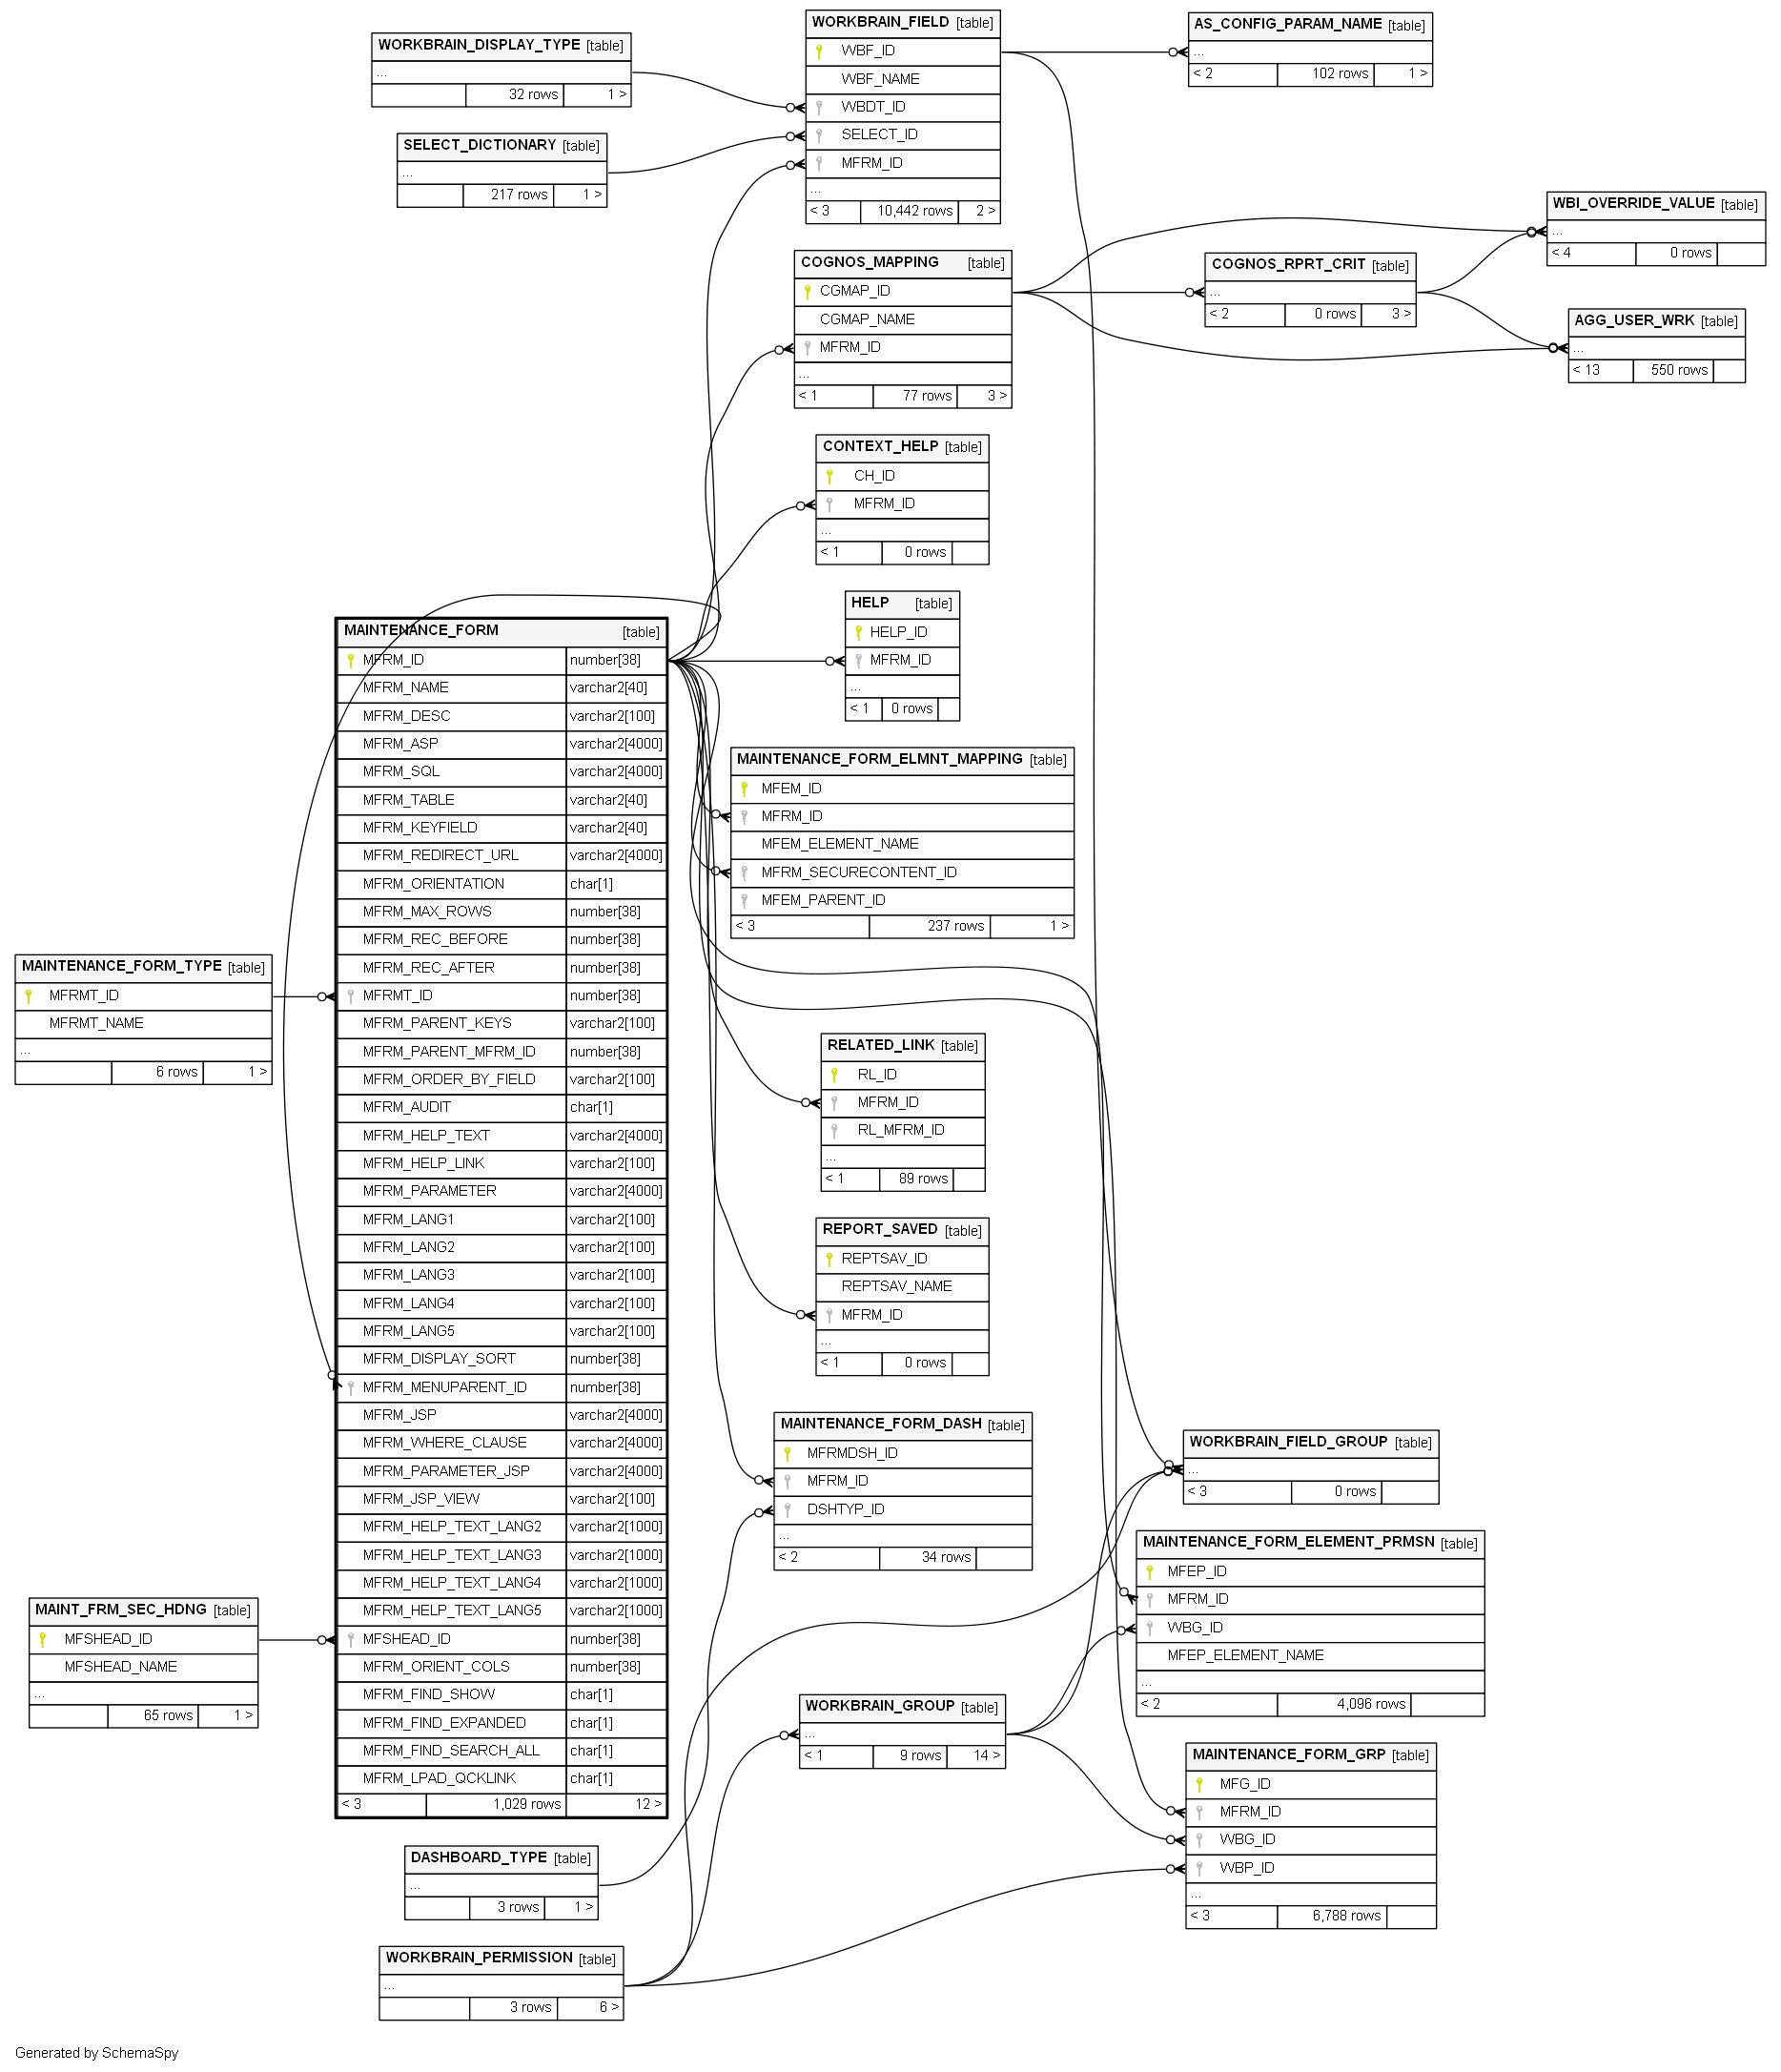 WORKBRAIN_DISPLAY_TYPE [table]
...
32 rows 1 >
SELECT_DICTIONARY [table]
...
217 rows 1 >
WORKBRAIN_FIELD [table]
WBF_ID
WBF_NAME
WBDT_ID
SELECT_ID
MFRM_ID
...
< 3 10,442 rows 2 >
AS_CONFIG_PARAM_NAME [table]
...
< 2 102 rows 1 >
WBI_OVERRIDE_VALUE [table]
...
< 4 0 rows
COGNOS_MAPPING [table]
CGMAP_ID
CGMAP_NAME
MFRM_ID
...
< 1 77 rows 3 >
COGNOS_RPRT_CRIT [table]
...
< 2 0 rows 3 >
AGG_USER_WRK [table]
...
< 13 550 rows
CONTEXT_HELP [table]
CH_ID
MFRM_ID
...
< 1 0 rows
HELP [table]
HELP_ID
MFRM_ID
...
< 1 0 rows
MAINTENANCE_FORM [table]
MFRM_ID number[38]
MFRM_NAME varchar2[40]
MFRM_DESC varchar2[100]
MFRM_ASP varchar2[4000]
MFRM_SQL varchar2[4000]
MFRM_TABLE varchar2[40]
MFRM_KEYFIELD varchar2[40]
MFRM_REDIRECT_URL varchar2[4000]
MFRM_ORIENTATION char[1]
MFRM_MAX_ROWS number[38]
MFRM_REC_BEFORE number[38]
MFRM_REC_AFTER number[38]
MFRMT_ID number[38]
MFRM_PARENT_KEYS varchar2[100]
MFRM_PARENT_MFRM_ID number[38]
MFRM_ORDER_BY_FIELD varchar2[100]
MFRM_AUDIT char[1]
MFRM_HELP_TEXT varchar2[4000]
MFRM_HELP_LINK varchar2[100]
MFRM_PARAMETER varchar2[4000]
MFRM_LANG1 varchar2[100]
MFRM_LANG2 varchar2[100]
MFRM_LANG3 varchar2[100]
MFRM_LANG4 varchar2[100]
MFRM_LANG5 varchar2[100]
MFRM_DISPLAY_SORT number[38]
MFRM_MENUPARENT_ID number[38]
MFRM_JSP varchar2[4000]
MFRM_WHERE_CLAUSE varchar2[4000]
MFRM_PARAMETER_JSP varchar2[4000]
MFRM_JSP_VIEW varchar2[100]
MFRM_HELP_TEXT_LANG2 varchar2[1000]
MFRM_HELP_TEXT_LANG3 varchar2[1000]
MFRM_HELP_TEXT_LANG4 varchar2[1000]
MFRM_HELP_TEXT_LANG5 varchar2[1000]
MFSHEAD_ID number[38]
MFRM_ORIENT_COLS number[38]
MFRM_FIND_SHOW char[1]
MFRM_FIND_EXPANDED char[1]
MFRM_FIND_SEARCH_ALL char[1]
MFRM_LPAD_QCKLINK char[1]
< 3 1,029 rows 12 >
MAINTENANCE_FORM_ELMNT_MAPPING [table]
MFEM_ID
MFRM_ID
MFEM_ELEMENT_NAME
MFRM_SECURECONTENT_ID
MFEM_PARENT_ID
< 3 237 rows 1 >
MAINTENANCE_FORM_TYPE [table]
MFRMT_ID
MFRMT_NAME
...
6 rows 1 >
RELATED_LINK [table]
RL_ID
MFRM_ID
RL_MFRM_ID
...
< 1 89 rows
REPORT_SAVED [table]
REPTSAV_ID
REPTSAV_NAME
MFRM_ID
...
< 1 0 rows
MAINTENANCE_FORM_DASH [table]
MFRMDSH_ID
MFRM_ID
DSHTYP_ID
...
< 2 34 rows
WORKBRAIN_FIELD_GROUP [table]
...
< 3 0 rows
MAINTENANCE_FORM_ELEMENT_PRMSN [table]
MFEP_ID
MFRM_ID
WBG_ID
MFEP_ELEMENT_NAME
...
< 2 4,096 rows
MAINT_FRM_SEC_HDNG [table]
MFSHEAD_ID
MFSHEAD_NAME
...
65 rows 1 >
WORKBRAIN_GROUP [table]
...
< 1 9 rows 14 >
MAINTENANCE_FORM_GRP [table]
MFG_ID
MFRM_ID
WBG_ID
WBP_ID
...
< 3 6,788 rows
DASHBOARD_TYPE [table]
...
3 rows 1 >
WORKBRAIN_PERMISSION [table]
...
3 rows 6 >
Generated by SchemaSpy